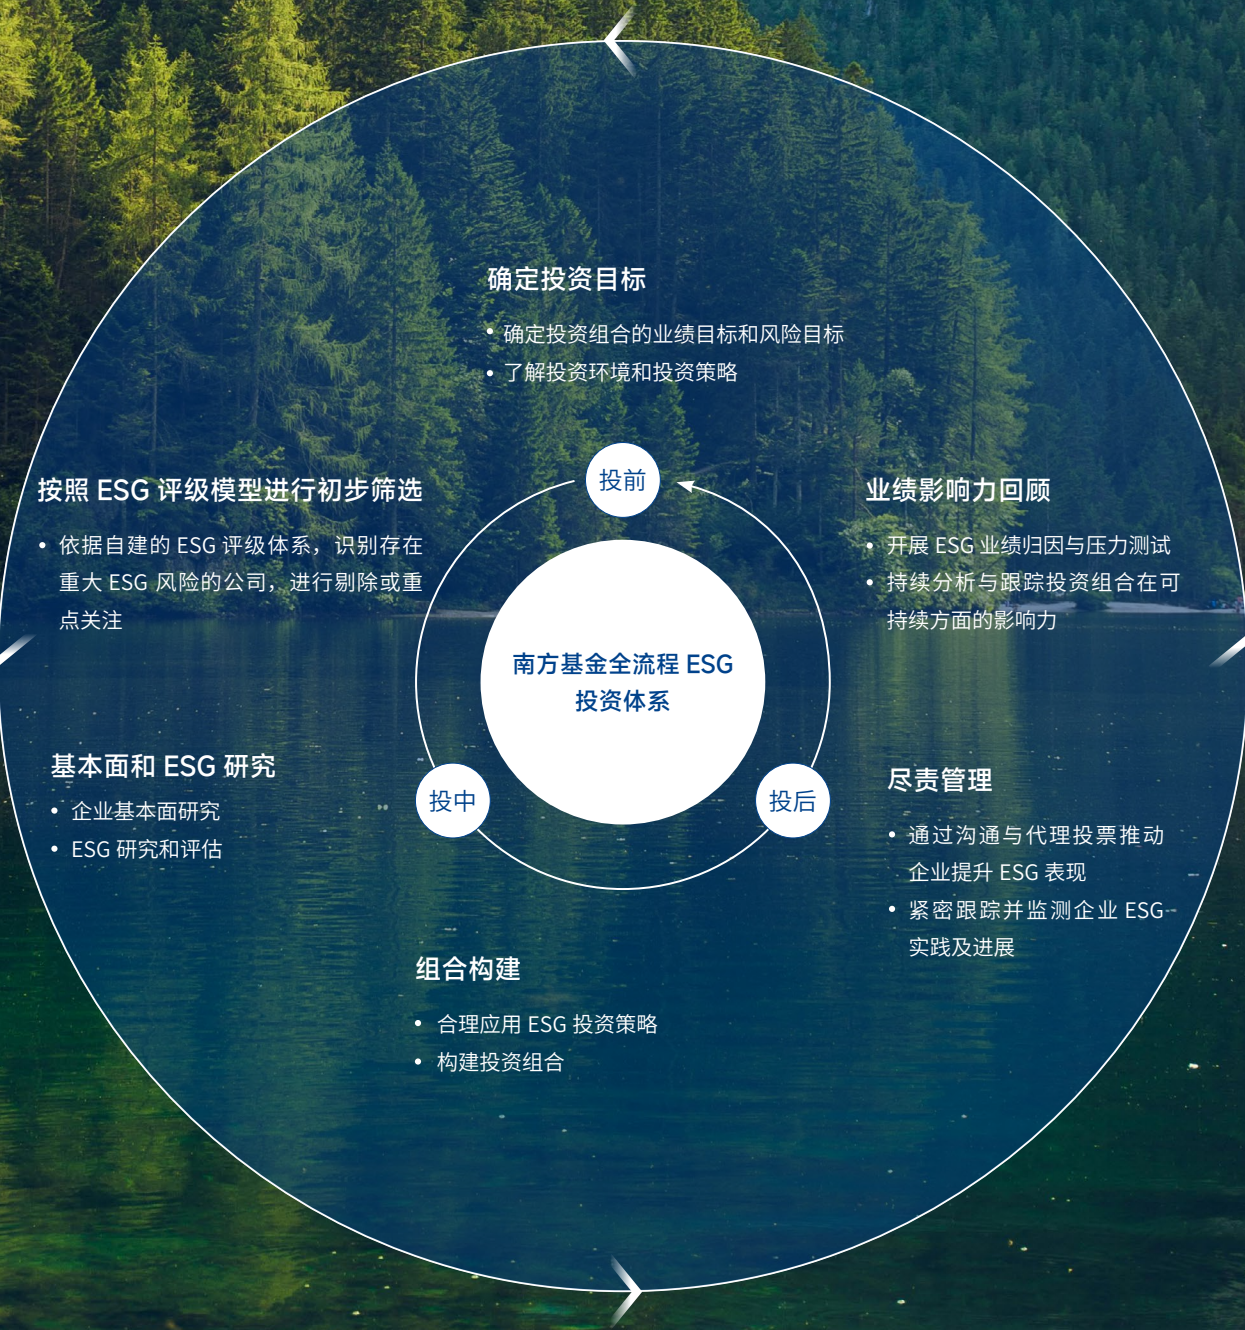 确定投资目标
• 确定投资组合的业绩目标和风险目标
• 了解投资环境和投资策略
投前
按照 ESG 评级模型进行初步筛选
• 依据自建的 ESG 评级体系，识别存在
重大 ESG 风险的公司，进行剔除或重
点关注
业绩影响力回顾
• 开展 ESG 业绩归因与压力测试
• 持续分析与跟踪投资组合在可
持续方面的影响力
南方基金全流程 ESG
投资体系
基本面和 ESG 研究
• 企业基本面研究
• ESG 研究和评估
投中
投后
尽责管理
• 通过沟通与代理投票推动
企业提升 ESG 表现
• 紧密跟踪并监测企业 ESG
实践及进展
组合构建
• 合理应用 ESG 投资策略
• 构建投资组合